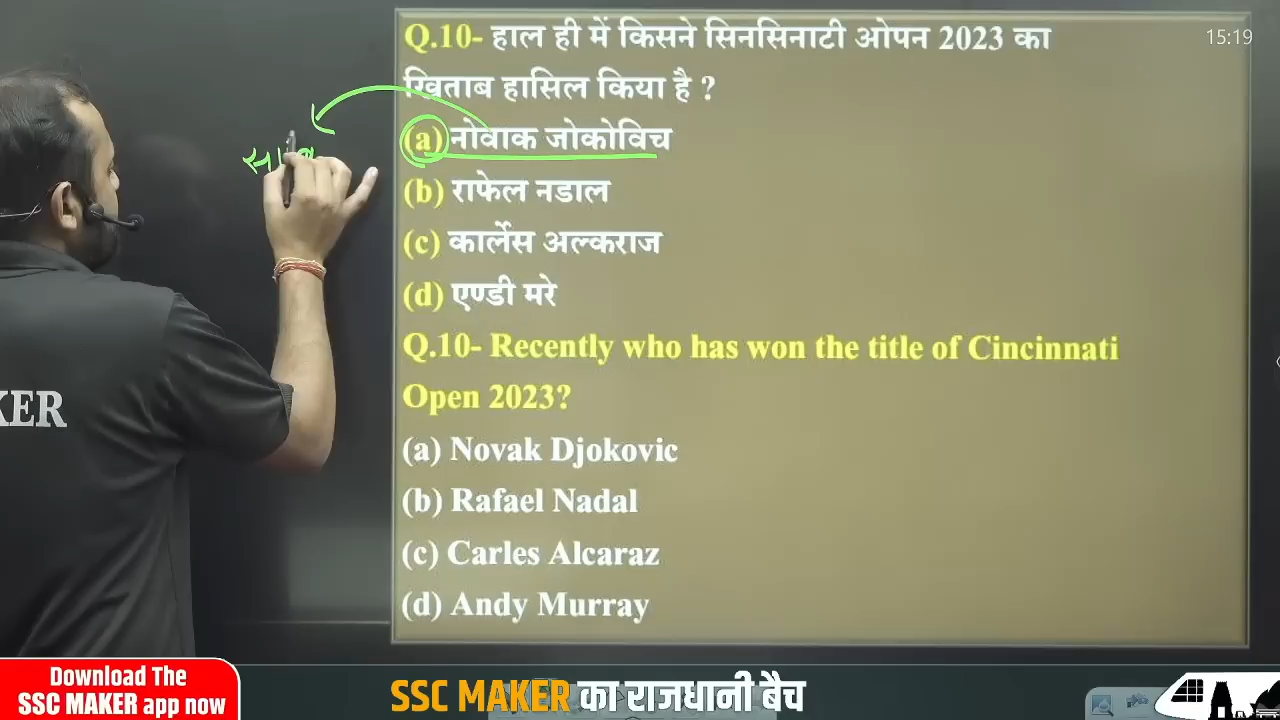 Q.10- हाल ही में किसने सिनसिनाटी ओपन 2023 का
खिताब हासिल किया है ?
(a) नोवाक जोकोविच
(b) राफेल नडाल
(c) कार्लेस अल्कराज
(d) एण्डी मरे
Q.10- Recently who has won the title of Cincinnati
Open 2023?
(a) Novak Djokovic
(b) Rafael Nadal
(c) Carles Alcaraz
(d) Andy Murray
15:19
KER
Download The
SSC MAKER app now
SSC MAKER का राजधानी बैच